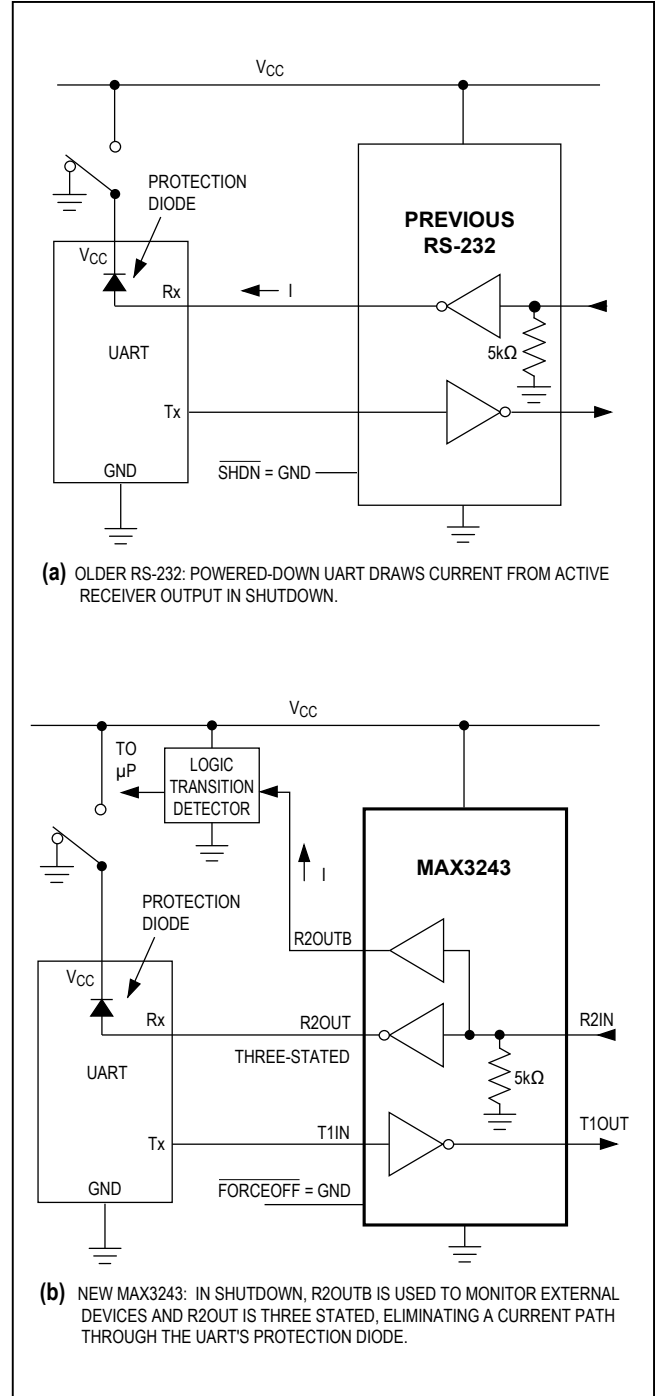 VCC
PROTECTION
DIODE
PREVIOUS
RS-232
VCC
Rx
I
5kΩ
UART
Tx
SHDN = GND
GND
(a) OLDER RS-232: POWERED-DOWN UART DRAWS CURRENT FROM ACTIVE
RECEIVER OUTPUT IN SHUTDOWN.
VCC
TO
µP
LOGIC
TRANSITION
DETECTOR
MAX3243
I
PROTECTION
DIODE
R2OUTB
VCC
Rx
R2OUT
R2IN
THREE-STATED
UART
5kΩ
Tx
T1IN
T1OUT
GND
FORCEOFF = GND
(b) NEW MAX3243: IN SHUTDOWN, R2OUTB IS USED TO MONITOR EXTERNAL
DEVICES AND R2OUT IS THREE STATED, ELIMINATING A CURRENT PATH
THROUGH THE UART'S PROTECTION DIODE.